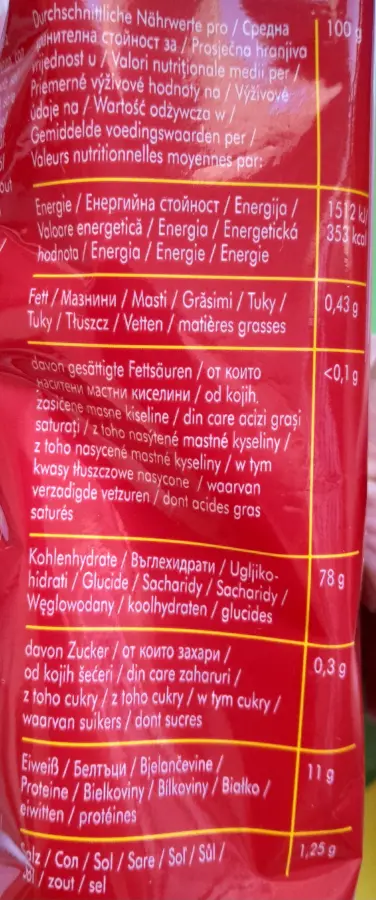 Durchschnittliche Nährwerte pro / Средна
стойност за / Prosječna hranjiva
vrijednost u / Valori nutriționale medii per /
Priemerné výživové hodnoty na / Výživové
údaje na / Wartość odżywcza w /
Gemiddelde voedingswaarden per /
Valeurs nutritionnelles moyennes par:
100 g
Energie / Енергийна стойност / Energija /
Valoare energetică / Energia / Energetická
hodnota / Energia / Energie / Energie
1512 kJ/
353 kcal
Fett / Мазнини / Masti / Grăsimi / Tuky /
Tuky / Tłuszcz / Vetten / matières grasses
0,43 g
davon gesättigte Fettsäuren / от които
наситени мастни киселини / od kojih,
zasićene masne kiseline / din care acizi grași
saturați / z toho nasýtené mastné kyseliny /
z toho nasycené mastné kyseliny / w tym
kwasy tłuszczowe nasycone / waarvan
verzadigde vetzuren / dont acides gras
saturés
<0,1 g
Kohlenhydrate / Въглехидрати / Ugljiko-
hidrati / Glucide / Sacharidy / Sacharidy /
Węglowodany / koolhydraten / glucides
78 g
davon Zucker / от които захари /
od kojih šećeri / din care zaharuri /
z toho cukry / z toho cukry / w tym cukry /
waarvan suikers / dont sucres
0,3 g
Eiweiß / Белтъци / Bjelančevine /
Proteine / Bielkoviny / Bílkoviny / Białko /
eiwitten / protéines
11 g
Salz / Сол / Sol / Sare / Soľ / Sůl /
Sól / zout / sel
1,25 g